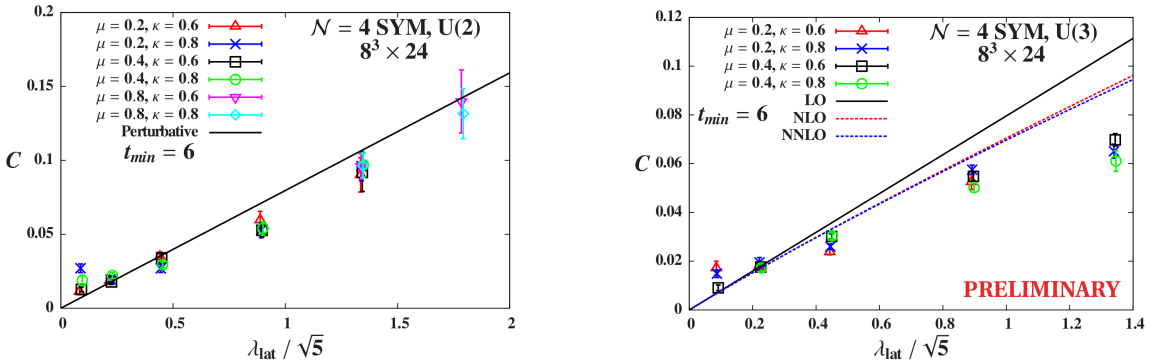 0.2
0.15
0.1
0.05
0
C
μ = 0.2, κ = 0.6
μ = 0.2, κ = 0.8
μ = 0.4, κ = 0.6
μ = 0.4, κ = 0.8
μ = 0.8, κ = 0.6
μ = 0.8, κ = 0.8
Perturbative
t_min = 6
𝒩 = 4 SYM, U(2)
8³ × 24
0 0.5 1 1.5 2
λ_lat / √5
0.12
0.1
0.08
0.06
0.04
0.02
0
C
μ = 0.2, κ = 0.6
μ = 0.2, κ = 0.8
μ = 0.4, κ = 0.6
μ = 0.4, κ = 0.8
LO
NLO
NNLO
t_min = 6
𝒩 = 4 SYM, U(3)
8³ × 24
PRELIMINARY
0 0.2 0.4 0.6 0.8 1 1.2 1.4
λ_lat / √5